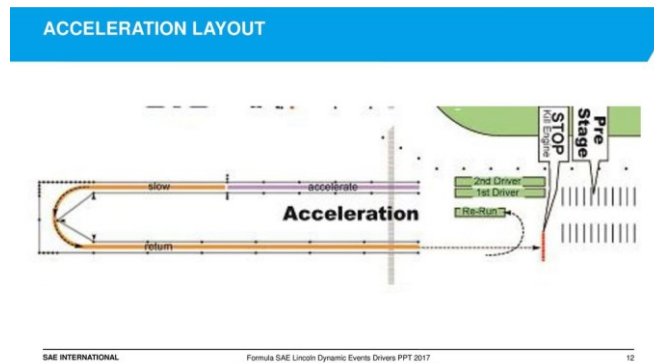 ACCELERATION LAYOUT
Pre
Stage
STOP
Kill Engine
2nd Driver
slow
accelerate
1st Driver
Acceleration
Re-Run
return
SAE INTERNATIONAL
Formula SAE Lincoln Dynamic Events Drivers PPT 2017
12